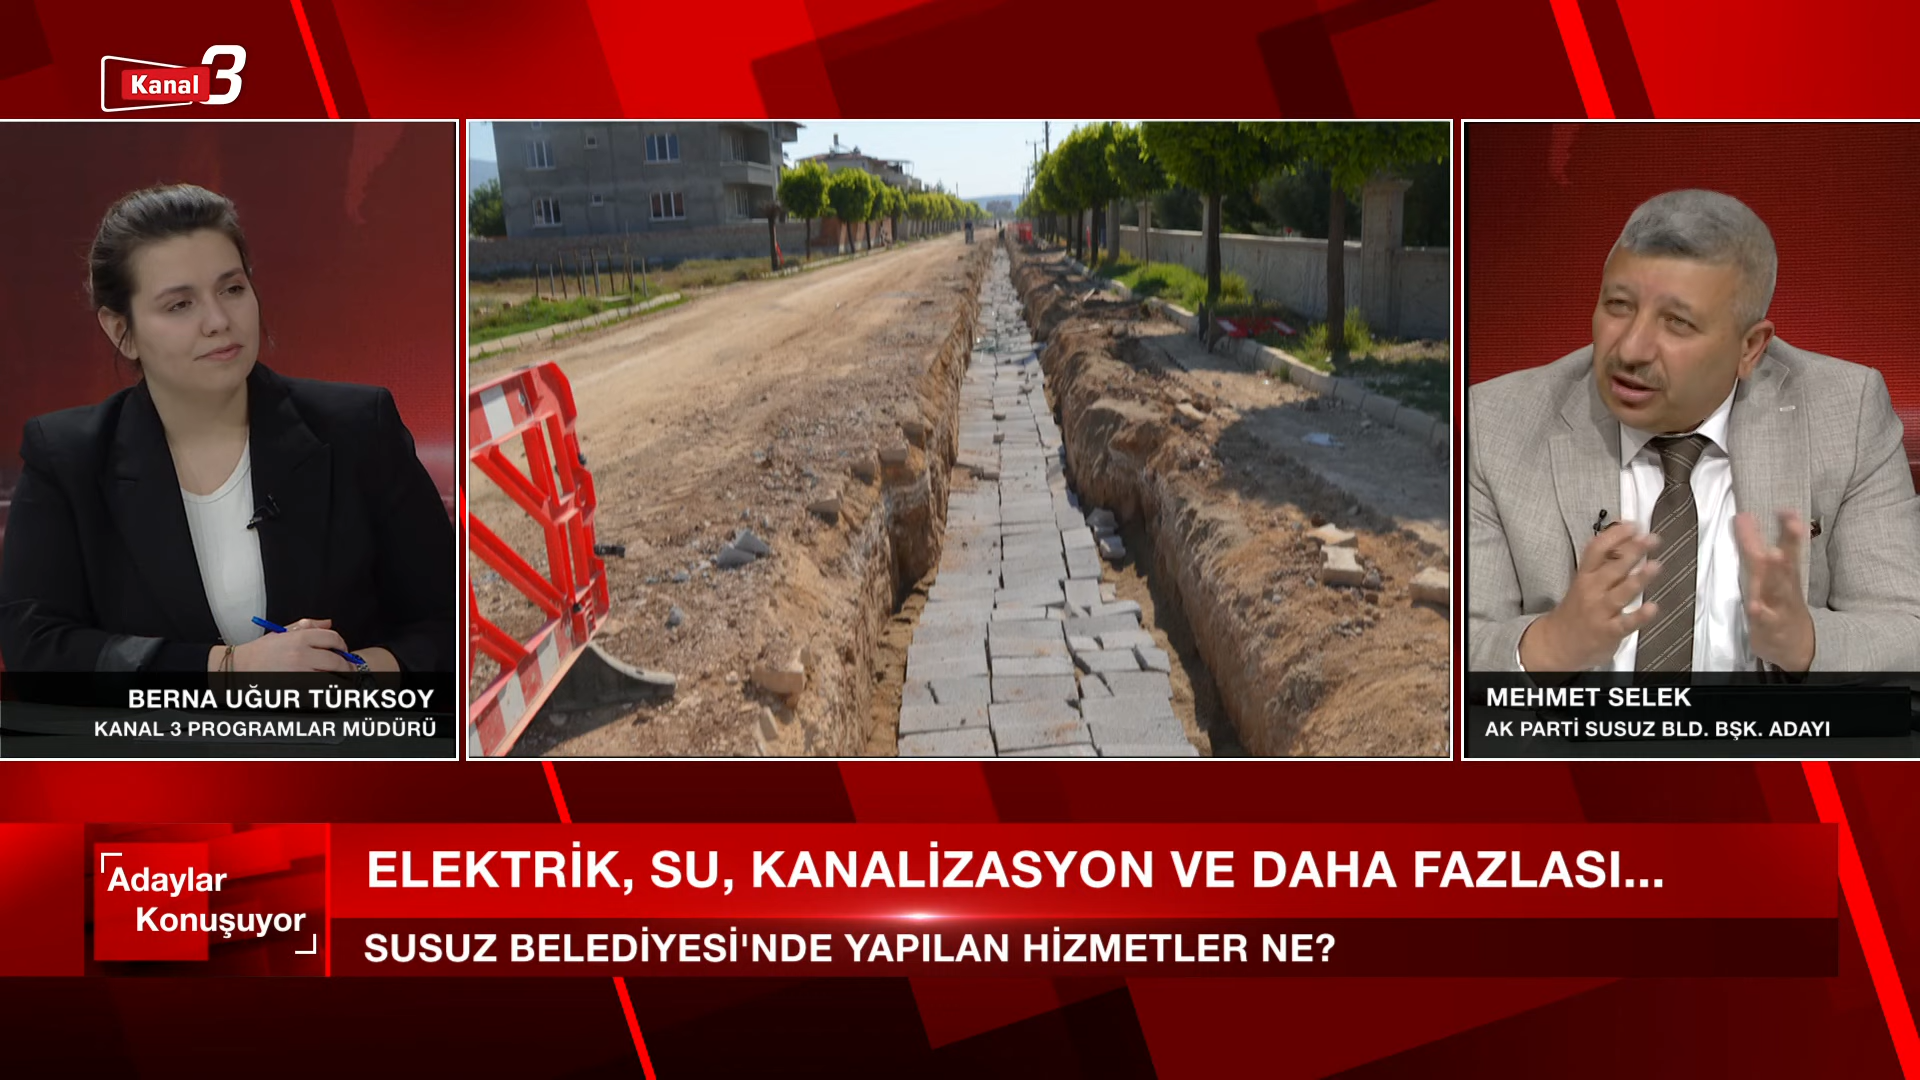 Kanal 3
BERNA UĞUR TÜRKSOY
KANAL 3 PROGRAMLAR MÜDÜRÜ
MEHMET SELEK
AK PARTİ SUSUZ BLD. BŞK. ADAYI
Adaylar
Konuşuyor
ELEKTRİK, SU, KANALİZASYON VE DAHA FAZLASI...
SUSUZ BELEDİYESİ'NDE YAPILAN HİZMETLER NE?